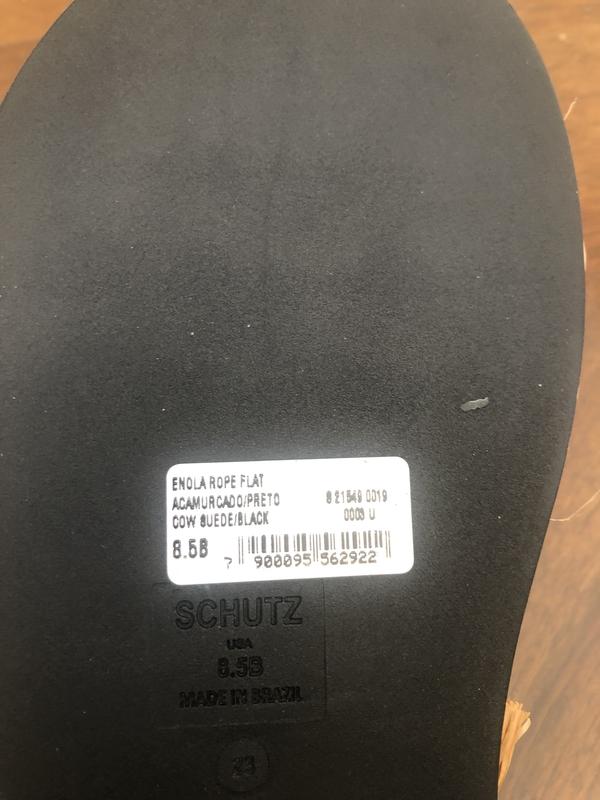 ENOLA ROPE FLAT
ACAMURCADO/PRETO S 21549 0019
COW SUEDE/BLACK 0003 U
8.5B
7 900095 562922
SCHUTZ
USA
8.5B
MADE IN BRAZIL